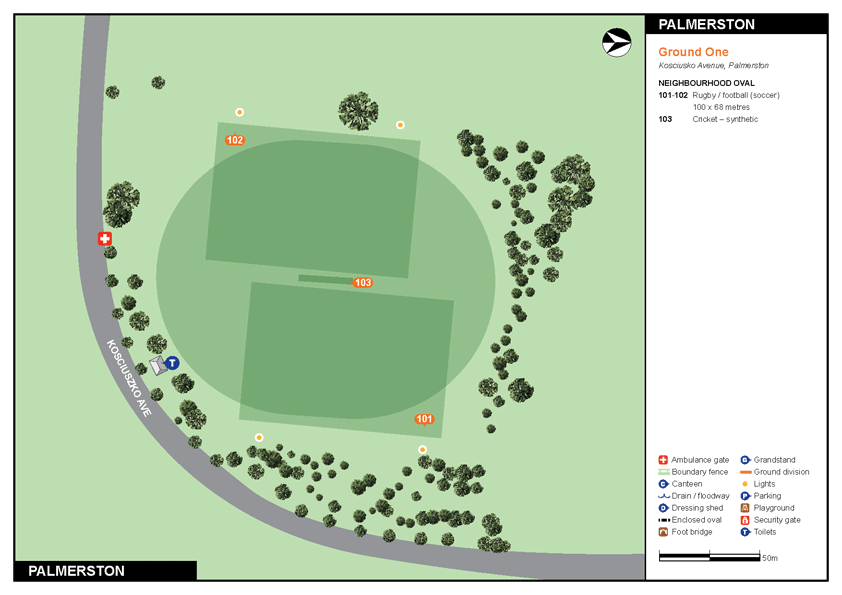 PALMERSTON
Ground One
Kosciusko Avenue, Palmerston
NEIGHBOURHOOD OVAL
101-102 Rugby / football (soccer)
100 x 68 metres
103 Cricket – synthetic
102
103
101
T
KOSCIUSZKO AVE
Ambulance gate
Boundary fence
C Canteen
Drain / floodway
D Dressing shed
Enclosed oval
Foot bridge
G Grandstand
Ground division
Lights
P Parking
Playground
Security gate
T Toilets
50m
PALMERSTON